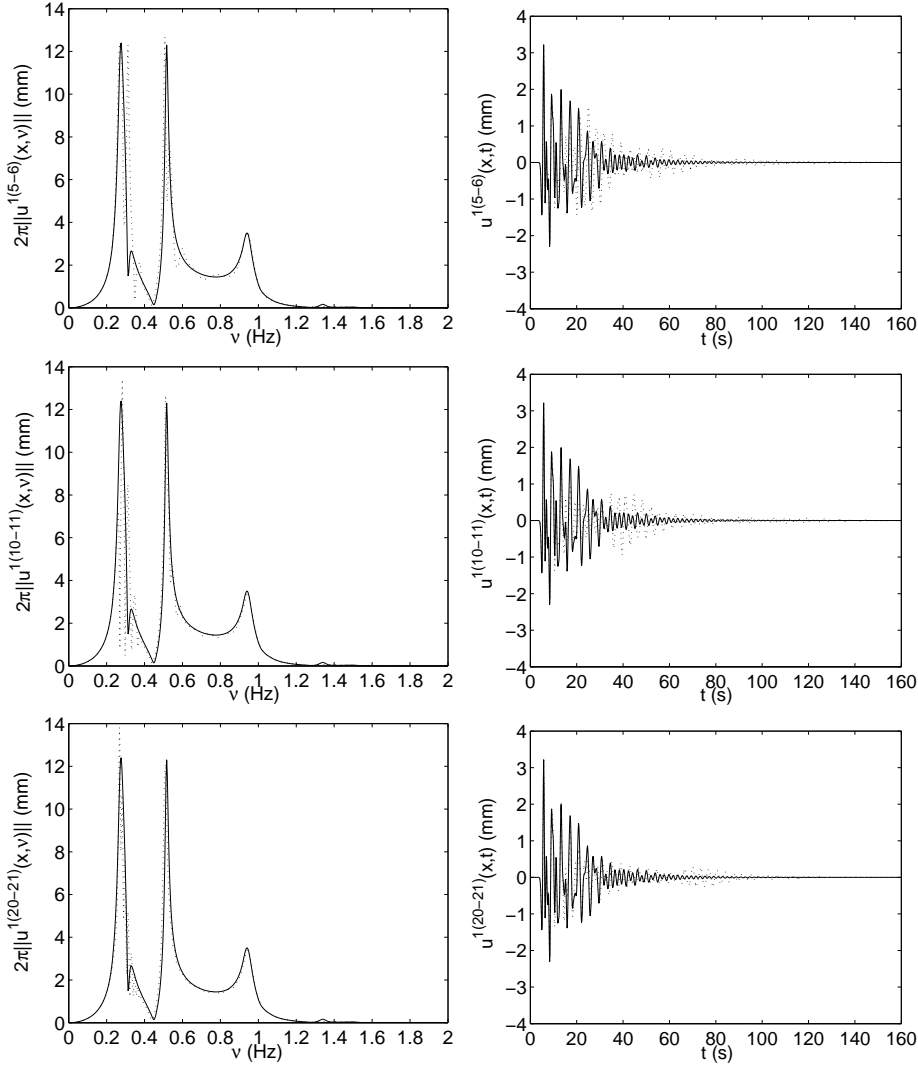 14
12
10
8
6
4
2
0
2π||u^1(5−6)(x,ν)|| (mm)
0 0.2 0.4 0.6 0.8 1 1.2 1.4 1.6 1.8 2
ν (Hz)
4
3
2
1
0
−1
−2
−3
−4
u^1(5−6)(x,t) (mm)
0 20 40 60 80 100 120 140 160
t (s)
14
12
10
8
6
4
2
0
2π||u^1(10−11)(x,ν)|| (mm)
0 0.2 0.4 0.6 0.8 1 1.2 1.4 1.6 1.8 2
ν (Hz)
4
3
2
1
0
−1
−2
−3
−4
u^1(10−11)(x,t) (mm)
0 20 40 60 80 100 120 140 160
t (s)
14
12
10
8
6
4
2
0
2π||u^1(20−21)(x,ν)|| (mm)
0 0.2 0.4 0.6 0.8 1 1.2 1.4 1.6 1.8 2
ν (Hz)
4
3
2
1
0
−1
−2
−3
−4
u^1(20−21)(x,t) (mm)
0 20 40 60 80 100 120 140 160
t (s)